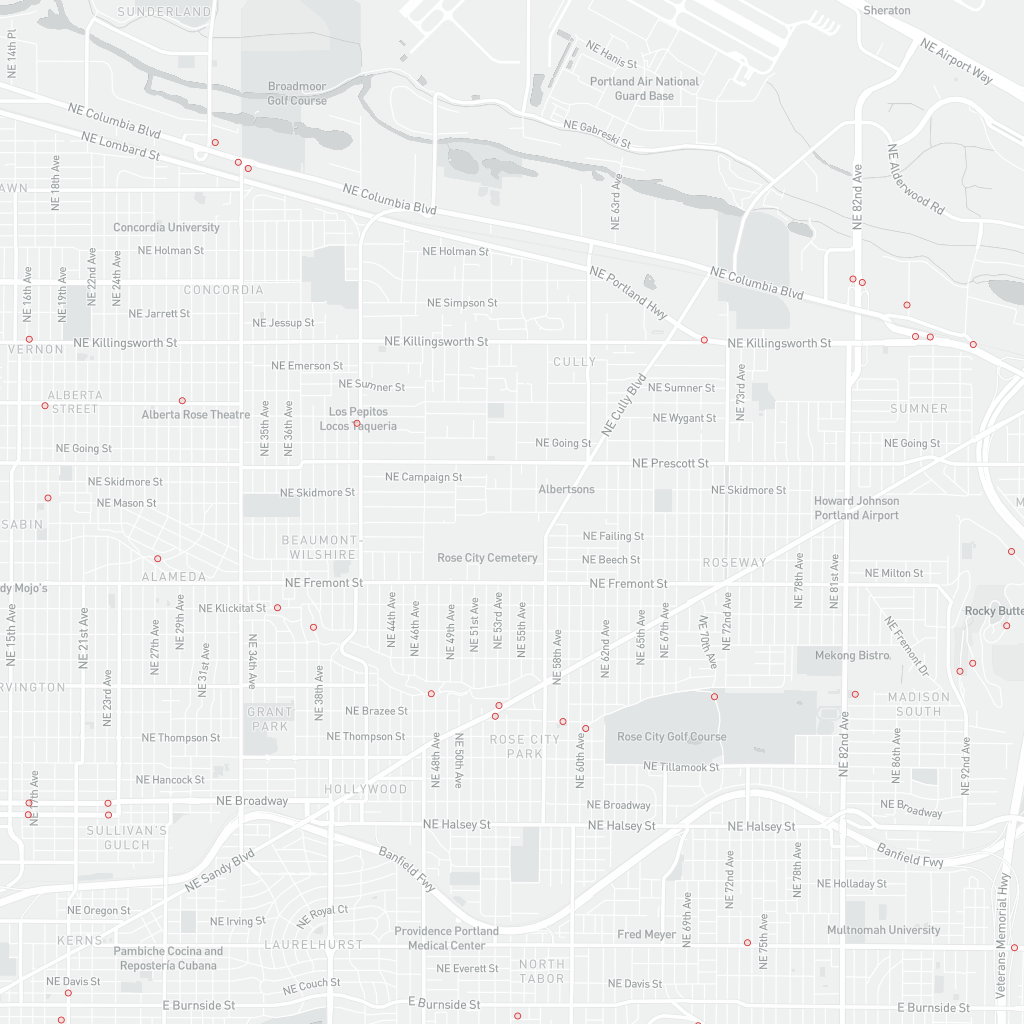 SUNDERLAND
Sheraton
NE 14th Pl
NE Hanis St
NE Airport Way
Broadmoor
Golf Course
Portland Air National
Guard Base
NE Columbia Blvd
NE Lombard St
NE Gabreski St
NE Alderwood Rd
NE 18th Ave
AWN
NE Columbia Blvd
NE 63rd Ave
NE 82nd Ave
Concordia University
NE Holman St
NE Holman St
NE 16th Ave
NE 19th Ave
NE 22nd Ave
NE 24th Ave
CONCORDIA
NE Portland Hwy
NE Columbia Blvd
NE Simpson St
NE Jarrett St
NE Jessup St
VERNON
NE Killingsworth St
NE Killingsworth St
NE Killingsworth St
CULLY
NE Emerson St
NE Sumner St
NE Sumner St
NE Cully Blvd
NE 73rd Ave
ALBERTA
STREET
Alberta Rose Theatre
NE 35th Ave
NE 36th Ave
Los Pepitos
Locos Taqueria
NE Wygant St
SUMNER
NE Going St
NE Going St
NE Going St
NE Prescott St
NE Skidmore St
NE Campaign St
NE Mason St
NE Skidmore St
Albertsons
NE Skidmore St
Howard Johnson
Portland Airport
M
SABIN
BEAUMONT-
WILSHIRE
NE Failing St
Rose City Cemetery
NE Beech St
ROSEWAY
ALAMEDA
NE Fremont St
NE Fremont St
NE 78th Ave
NE 81st Ave
NE Milton St
dy Mojo's
NE Klickitat St
Rocky Butte
NE 15th Ave
NE 21st Ave
NE 27th Ave
NE 29th Ave
NE 31st Ave
NE 34th Ave
NE 44th Ave
NE 46th Ave
NE 49th Ave
NE 51st Ave
NE 53rd Ave
NE 55th Ave
NE 58th Ave
NE 62nd Ave
NE 65th Ave
NE 67th Ave
NE 70th Ave
NE 72nd Ave
NE Fremont Dr
Mekong Bistro
RVINGTON
NE 23rd Ave
NE 38th Ave
MADISON
SOUTH
GRANT
PARK
NE Brazee St
NE Thompson St
NE Thompson St
NE 48th Ave
NE 50th Ave
ROSE CITY
PARK
NE 60th Ave
Rose City Golf Course
NE 82nd Ave
NE 86th Ave
NE 92nd Ave
NE Tillamook St
NE Hancock St
HOLLYWOOD
NE 17th Ave
NE Broadway
NE Broadway
NE Broadway
SULLIVAN'S
GULCH
NE Halsey St
NE Halsey St
NE Halsey St
NE Sandy Blvd
Banfield Fwy
Banfield Fwy
NE 72nd Ave
NE 78th Ave
NE Holladay St
Veterans Memorial Hwy
NE Oregon St
NE Irving St
NE Royal Ct
NE 69th Ave
NE 75th Ave
KERNS
Pambiche Cocina and
Repostería Cubana
LAURELHURST
Providence Portland
Medical Center
Fred Meyer
Multnomah University
NE Everett St
NORTH
TABOR
NE Davis St
NE Couch St
NE Davis St
E Burnside St
E Burnside St
E Burnside St